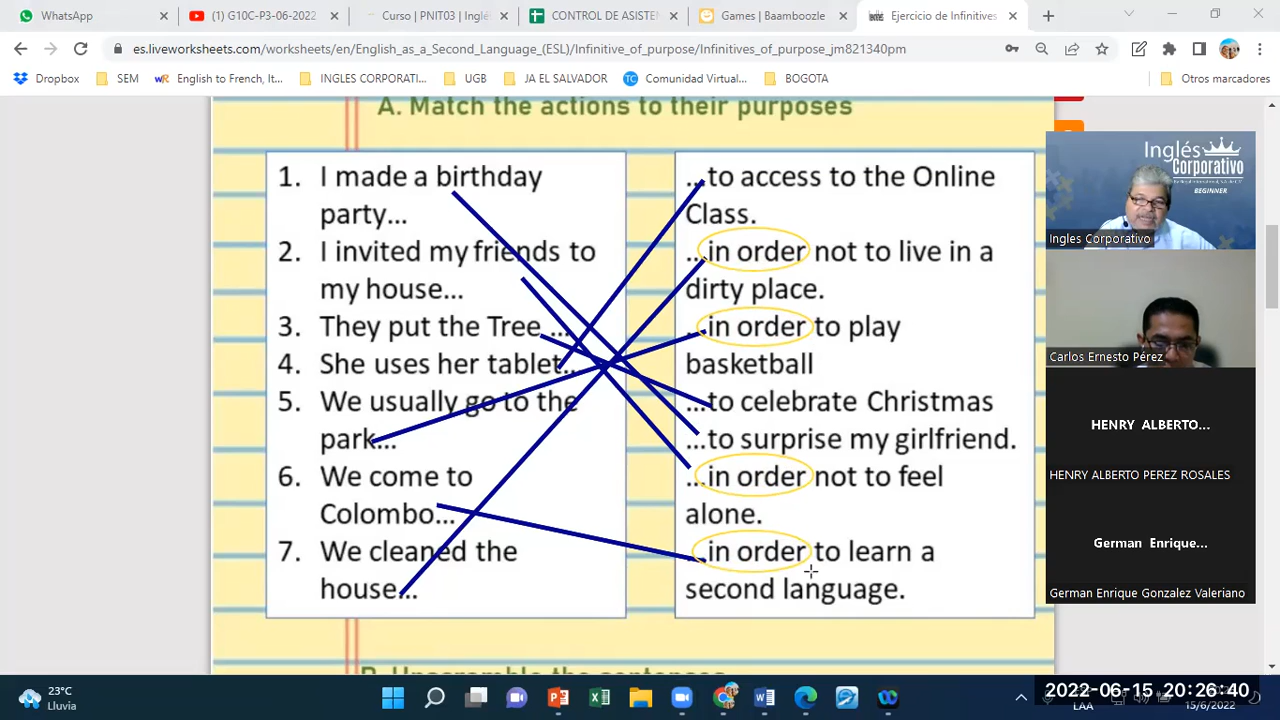 WhatsApp
(1) G10C-P3-06-2022
Curso | PNIT03 | Inglé
CONTROL DE ASISTE
Games | Baamboozle
Ejercicio de Infinitives
es.liveworksheets.com/worksheets/en/English_as_a_Second_Language_(ESL)/Infinitive_of_purpose/Infinitives_of_purpose_jm821340pm
Dropbox
SEM
English to French, It...
INGLES CORPORATI...
UGB
JA EL SALVADOR
Comunidad Virtual...
BOGOTA
Otros marcadores
A. Match the actions to their purposes
1. I made a birthday
party...
2. I invited my friends to
my house...
3. They put the Tree ...
4. She uses her tablet...
5. We usually go to the
park...
6. We come to
Colombo...
7. We cleaned the
house...
...to access to the Online
Class.
...in order not to live in a
dirty place.
...in order to play
basketball
...to celebrate Christmas
...to surprise my girlfriend.
...in order not to feel
alone.
...in order to learn a
second language.
B. Unscramble the sentences
Inglés
Corporativo
BEGINNER
Ingles Corporativo
Carlos Ernesto Pérez
HENRY ALBERTO...
HENRY ALBERTO PEREZ ROSALES
German Enrique...
German Enrique Gonzalez Valeriano
23°C
Lluvia
LAA
2022-06-15 20:26:40
15/6/2022